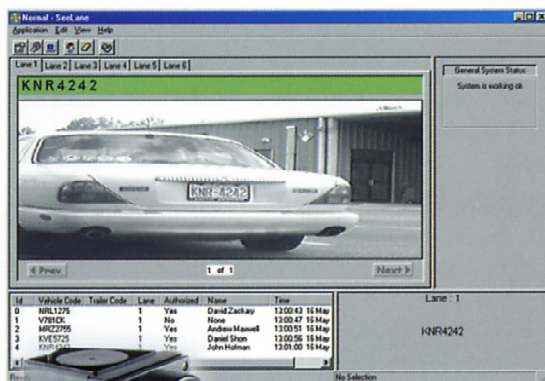 Normal - SeeLane
Application Edit View Help
Lane 1 Lane 2 Lane 3 Lane 4 Lane 5 Lane 6
KNR4242
General System Status
System is working ok
KNR-4242
Prev 1 of 1 Next
Id Vehicle Code Trailer Code Lane Authorized Name Time
0 NRL1275 1 Yes David Zackary 13:00:43 16 May
1 V781CK 1 No None 13:00:47 16 May
2 MRZ2755 1 Yes Andrew Maxwell 13:00:51 16 May
3 KVE5725 1 Yes Daniel Shon 13:00:56 16 May
4 KNR4242 1 Yes John Hofman 13:01:00 16 May
Lane : 1
KNR4242
No Selection